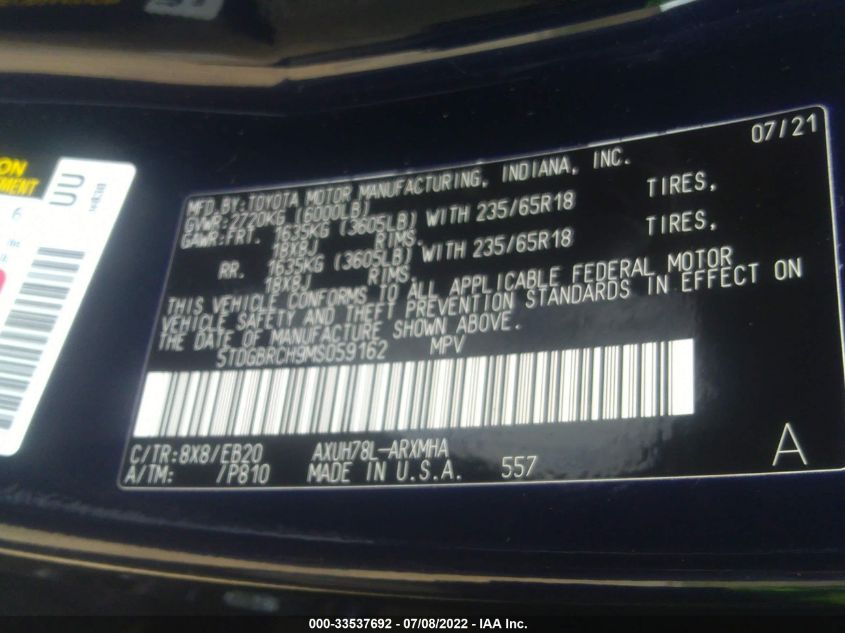 07/21
MFD.BY:TOYOTA MOTOR MANUFACTURING, INDIANA, INC.
GVWR:2720KG (6000LB)
GAWR:FRT. 1635KG (3605LB) WITH 235/65R18 TIRES,
18X8J RIMS.
RR. 1635KG (3605LB) WITH 235/65R18 TIRES,
18X8J RIMS.
THIS VEHICLE CONFORMS TO ALL APPLICABLE FEDERAL MOTOR
VEHICLE SAFETY AND THEFT PREVENTION STANDARDS IN EFFECT ON
THE DATE OF MANUFACTURE SHOWN ABOVE.
5TDGBRCH9MS059162 MPV
C/TR:8X8/EB20 AXUH78L-ARXMHA
A/TM: /P810 MADE IN U.S.A. 557
A
000-33537692 - 07/08/2022 - IAA Inc.